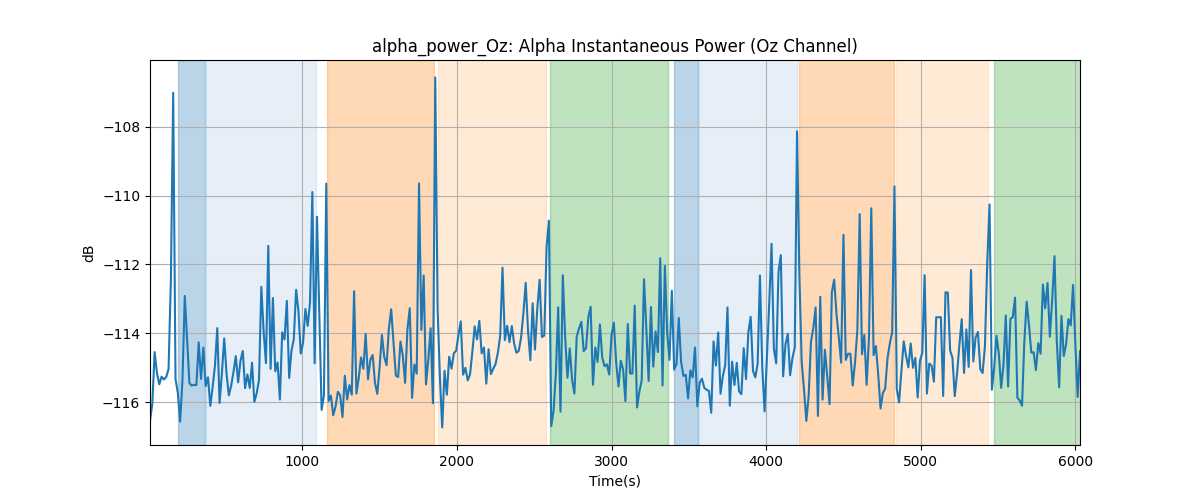 alpha_power_Oz: Alpha Instantaneous Power (Oz Channel)
−108
−110
−112
−114
−116
dB
1000 2000 3000 4000 5000 6000
Time(s)